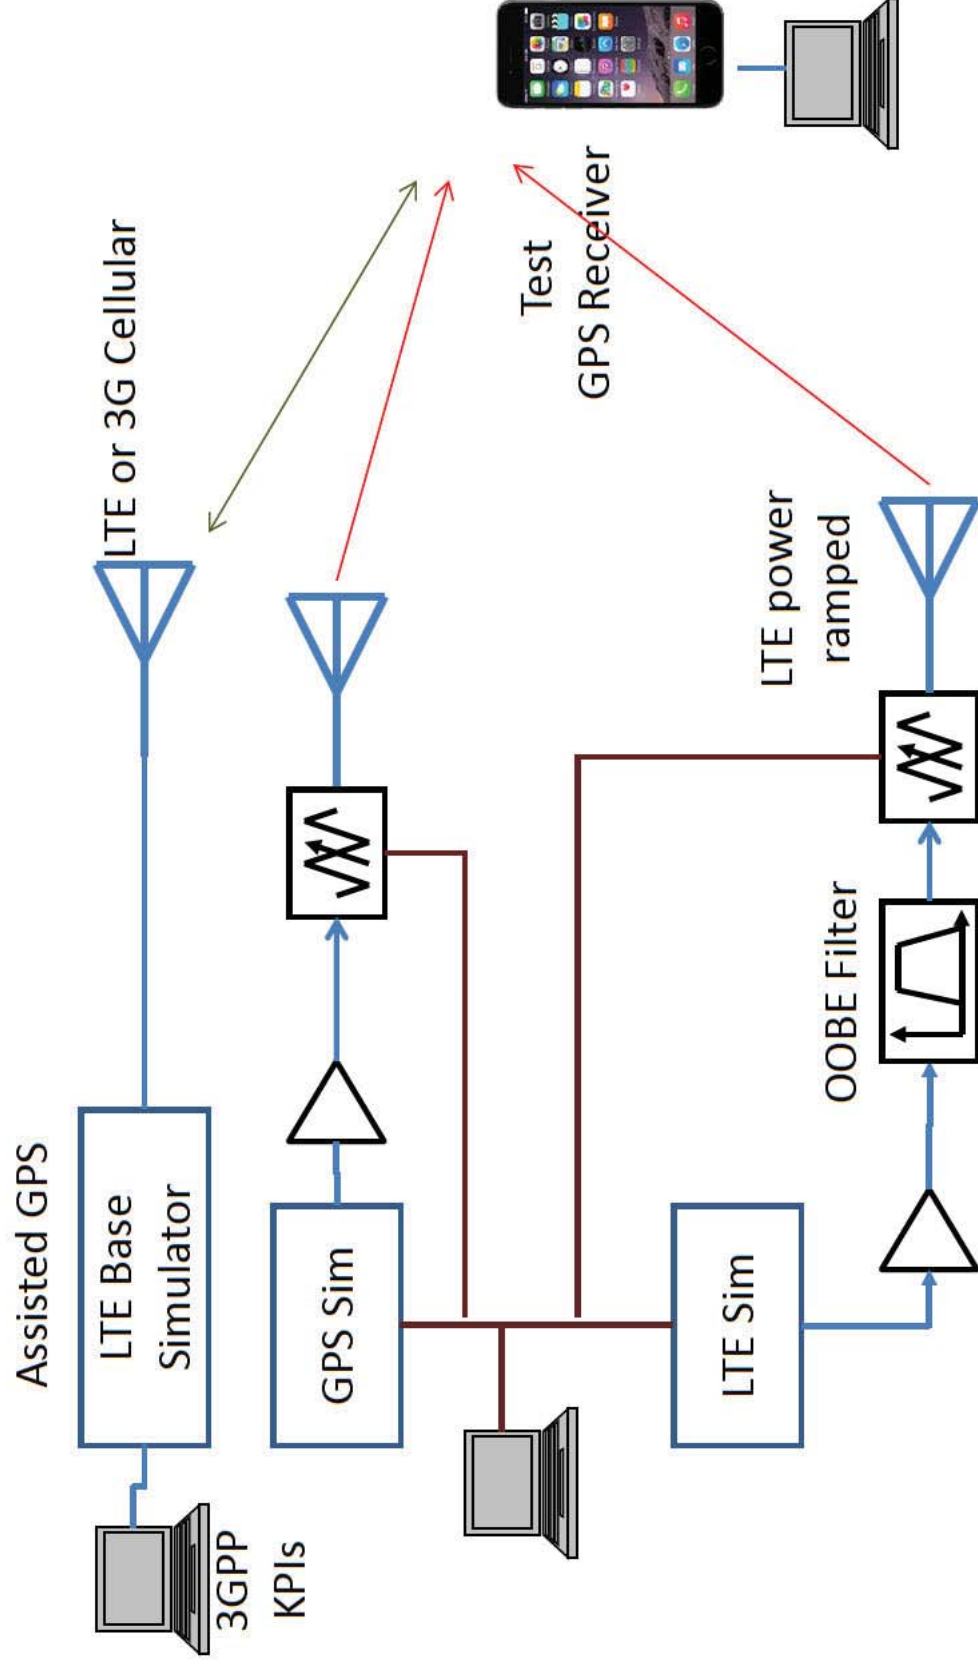 Assisted GPS
LTE Base
Simulator
LTE or 3G Cellular
3GPP
KPIs
GPS Sim
Test
GPS Receiver
LTE Sim
LTE power
ramped
OOBE Filter